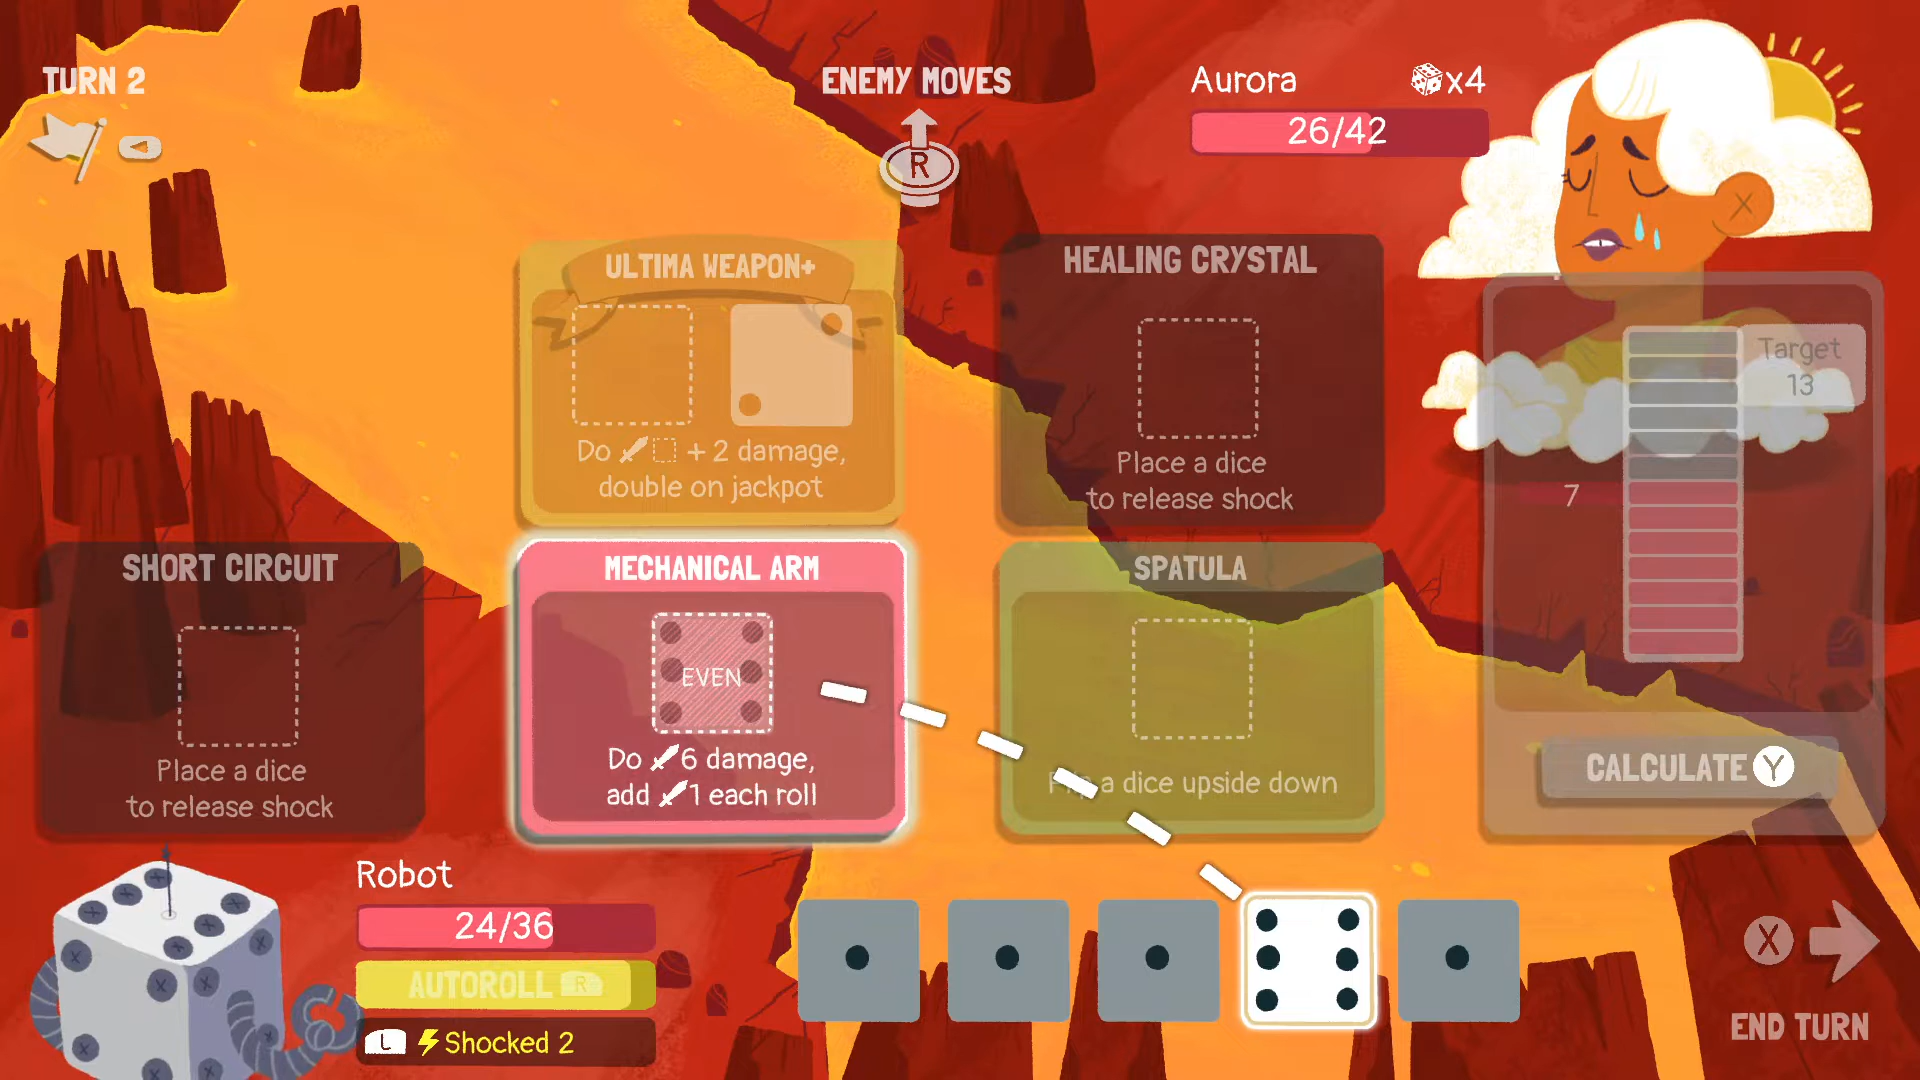 TURN 2
ENEMY MOVES
R
Aurora
x4
26/42
ULTIMA WEAPON+
Do + 2 damage,
double on jackpot
HEALING CRYSTAL
Place a dice
to release shock
Target
13
7
SHORT CIRCUIT
Place a dice
to release shock
MECHANICAL ARM
EVEN
Do 6 damage,
add 1 each roll
SPATULA
a dice upside down
CALCULATE Y
Robot
24/36
AUTOROLL R
L Shocked 2
X
END TURN